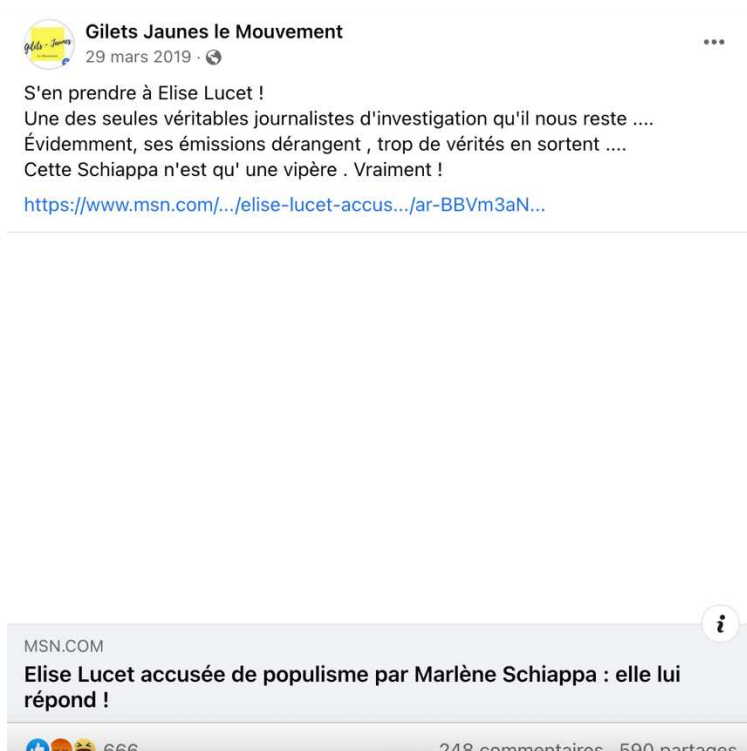 Gilets - Jaunes
Gilets Jaunes le Mouvement
29 mars 2019 ·
S'en prendre à Elise Lucet !
Une des seules véritables journalistes d'investigation qu'il nous reste ....
Évidemment, ses émissions dérangent , trop de vérités en sortent ....
Cette Schiappa n'est qu' une vipère . Vraiment !
https://www.msn.com/.../elise-lucet-accus.../ar-BBVm3aN...
i
MSN.COM
Elise Lucet accusée de populisme par Marlène Schiappa : elle lui
répond !
666 248 commentaires 590 partages